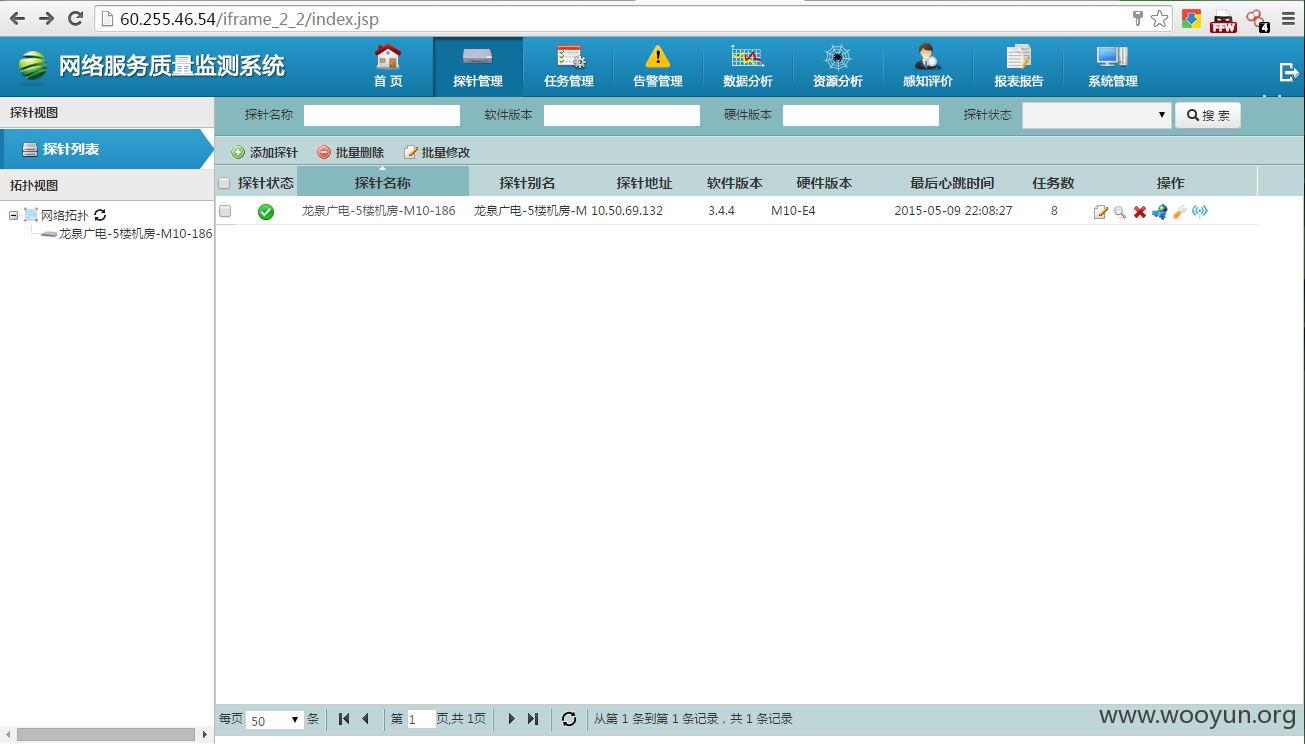 60.255.46.54/iframe_2_2/index.jsp
FFW
4
网络服务质量监测系统
首 页
探针管理
任务管理
告警管理
数据分析
资源分析
感知评价
报表报告
系统管理
探针视图
探针列表
拓扑视图
网络拓扑
龙泉广电-5楼机房-M10-186
探针名称 软件版本 硬件版本 探针状态 搜 索
添加探针 批量删除 批量修改
探针状态 探针名称 探针别名 探针地址 软件版本 硬件版本 最后心跳时间 任务数 操作
龙泉广电-5楼机房-M10-186 龙泉广电-5楼机房-M 10.50.69.132 3.4.4 M10-E4 2015-05-09 22:08:27 8
每页 50 条 第 1 页,共 1页 从第 1 条到第 1 条记录，共 1 条记录
www.wooyun.org